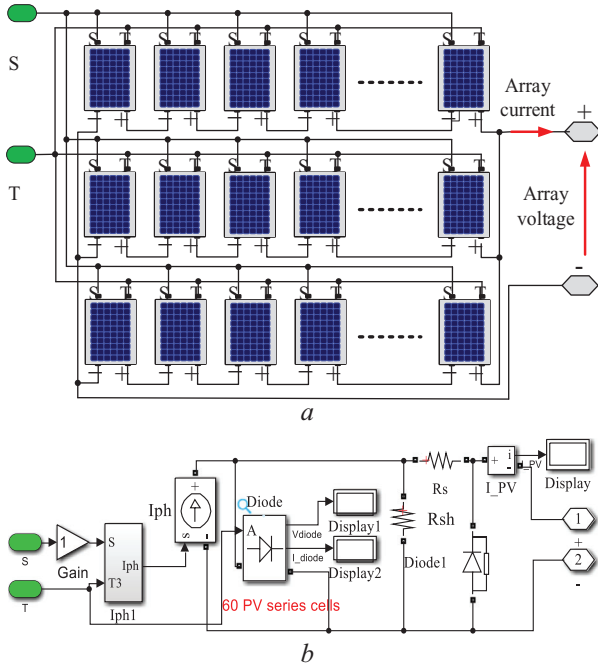 S T S T S T S T S T S T
S
Array current
+
− + − + − + − + − + − +
T
S T S T S T S T S T S T
Array voltage
-
− + − + − + − + − + − +
S T S T S T S T S T S T
− + − + − + − + − + − +
a
Iph
+
s
-
Diode
A
Vdiode
I_diode
Display1
Display2
+
Rs
Rsh
+
Diode1
+
i
-
I_PV
I_PV
Display
1
+
2
-
S
1
Gain
T
S
T3
Iph
Iph1
60 PV series cells
b